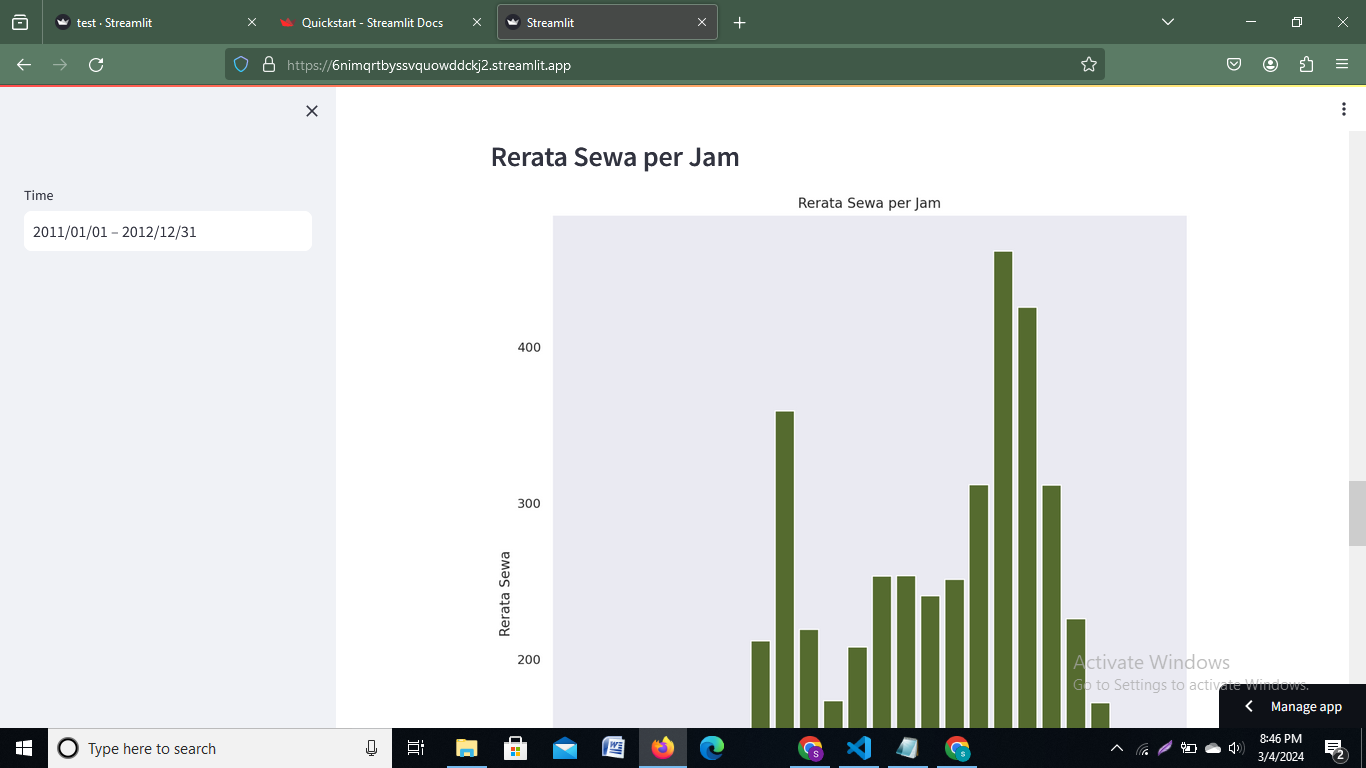 test · Streamlit
Quickstart - Streamlit Docs
Streamlit
https://6nimqrtbyssvquowddckj2.streamlit.app
Rerata Sewa per Jam
Time
2011/01/01 – 2012/12/31
Rerata Sewa per Jam
400
300
200
Rerata Sewa
Activate Windows
Go to Settings to activate Windows.
Manage app
Type here to search
8:46 PM
3/4/2024
2